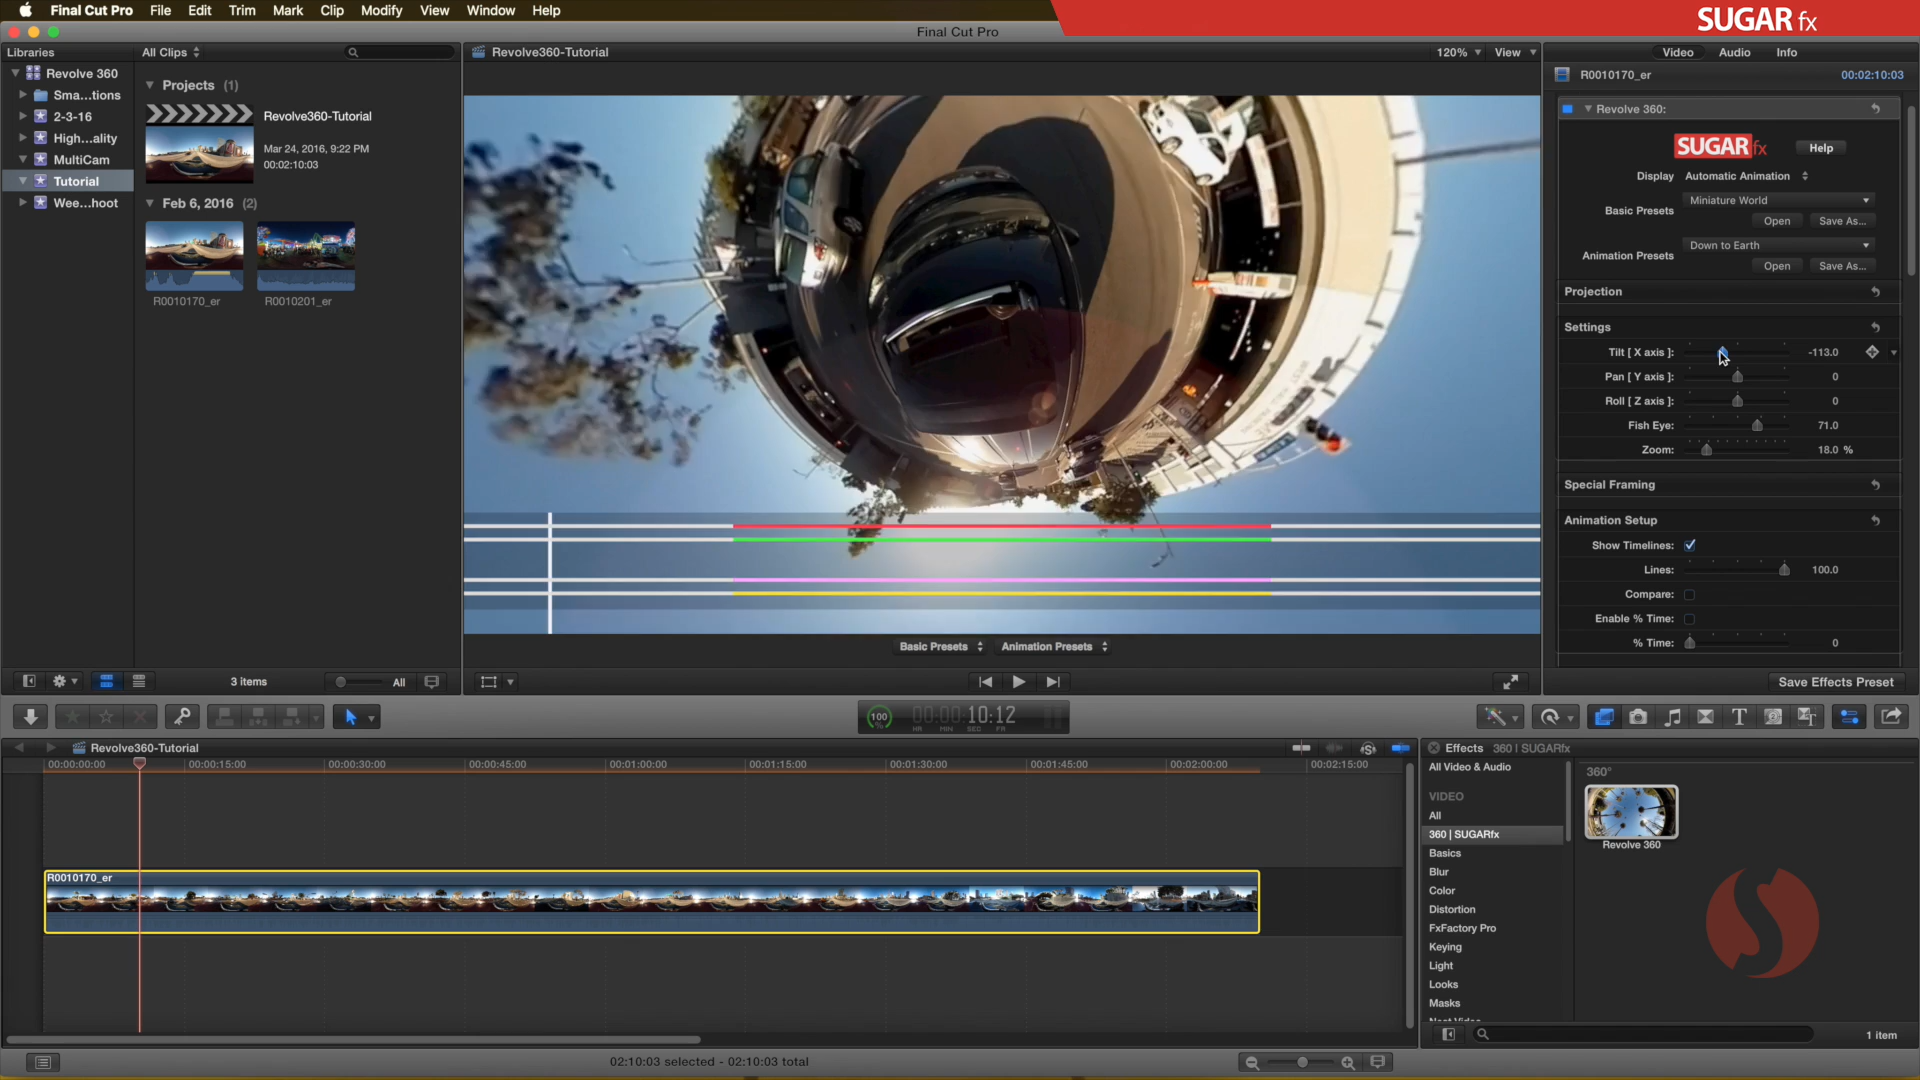 Final Cut Pro File Edit Trim Mark Clip Modify View Window Help
SUGAR fx
Final Cut Pro
Libraries
All Clips
Revolve360-Tutorial
120%
View
Video
Audio
Info
Revolve 360
Sma...tions
2-3-16
High...ality
MultiCam
Tutorial
Wee...hoot
Projects (1)
Revolve360-Tutorial
Mar 24, 2016, 9:22 PM
00:02:10:03
Feb 6, 2016 (2)
R0010170_er
R0010201_er
R0010170_er
00:02:10:03
Revolve 360:
SUGARfx
Help
Display Automatic Animation
Basic Presets Miniature World
Open Save As...
Animation Presets Down to Earth
Open Save As...
Projection
Settings
Tilt [ X axis ]: -113.0
Pan [ Y axis ]: 0
Roll [ Z axis ]: 0
Fish Eye: 71.0
Zoom: 18.0 %
Special Framing
Animation Setup
Show Timelines:
Lines: 100.0
Compare:
Enable % Time:
% Time: 0
Basic Presets
Animation Presets
3 items
All
Save Effects Preset
100 00:00:10:12
% HR MIN SEC FR
Revolve360-Tutorial
00:00:00:00 00:00:15:00 00:00:30:00 00:00:45:00 00:01:00:00 00:01:15:00 00:01:30:00 00:01:45:00 00:02:00:00 00:02:15:00
R0010170_er
Effects 360 | SUGARfx
All Video & Audio
VIDEO
All
360 | SUGARfx
Basics
Blur
Color
Distortion
FxFactory Pro
Keying
Light
Looks
Masks
360°
Revolve 360
1 item
02:10:03 selected - 02:10:03 total